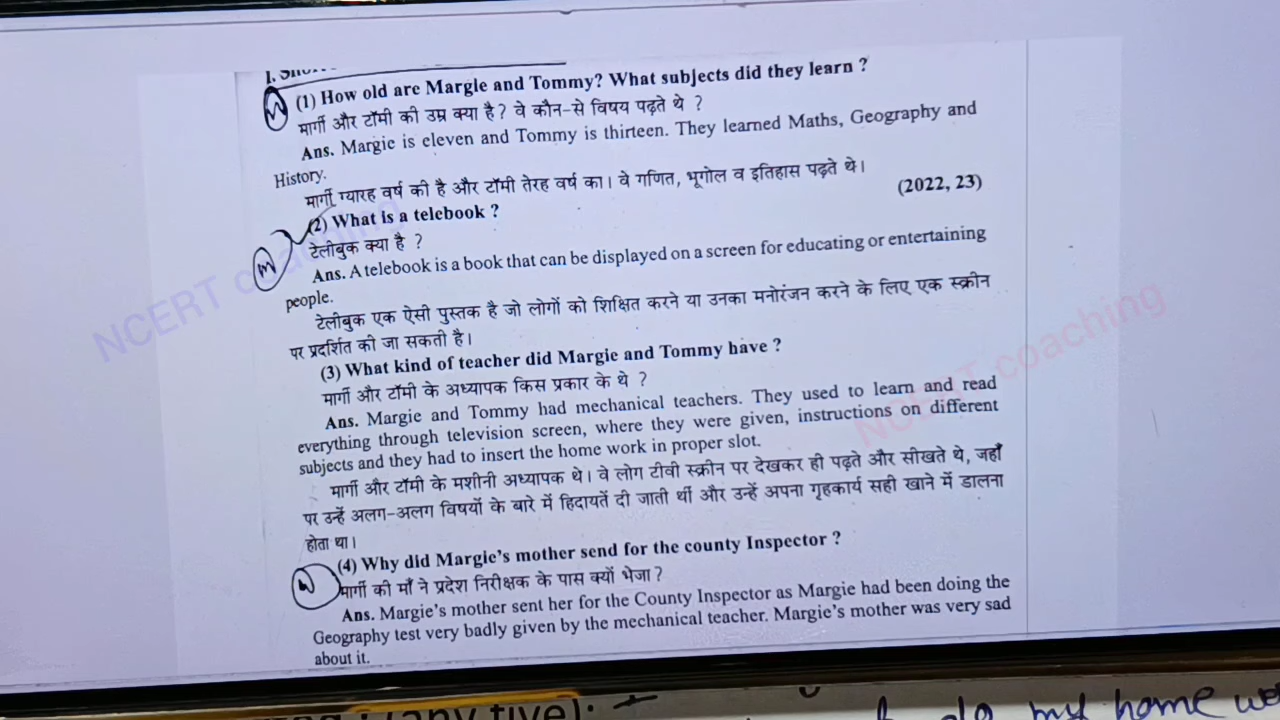 (1) How old are Margie and Tommy? What subjects did they learn ?
मार्गी और टॉमी की उम्र क्या है? वे कौन-से विषय पढ़ते थे ?
Ans. Margie is eleven and Tommy is thirteen. They learned Maths, Geography and
History.
मार्गी ग्यारह वर्ष की है और टॉमी तेरह वर्ष का। वे गणित, भूगोल व इतिहास पढ़ते थे।
(2) What is a telebook ? (2022, 23)
टेलीबुक क्या है ?
Ans. A telebook is a book that can be displayed on a screen for educating or entertaining
people.
टेलीबुक एक ऐसी पुस्तक है जो लोगों को शिक्षित करने या उनका मनोरंजन करने के लिए एक स्क्रीन
पर प्रदर्शित की जा सकती है।
(3) What kind of teacher did Margie and Tommy have ?
मार्गी और टॉमी के अध्यापक किस प्रकार के थे ?
Ans. Margie and Tommy had mechanical teachers. They used to learn and read
everything through television screen, where they were given, instructions on different
subjects and they had to insert the home work in proper slot.
मार्गी और टॉमी के मशीनी अध्यापक थे। वे लोग टीवी स्क्रीन पर देखकर ही पढ़ते और सीखते थे, जहाँ
पर उन्हें अलग-अलग विषयों के बारे में हिदायतें दी जाती थीं और उन्हें अपना गृहकार्य सही खाने में डालना
होता था।
(4) Why did Margie's mother send for the county Inspector ?
मार्गी की माँ ने प्रदेश निरीक्षक के पास क्यों भेजा ?
Ans. Margie's mother sent her for the County Inspector as Margie had been doing the
Geography test very badly given by the mechanical teacher. Margie's mother was very sad
about it.
NCERT coaching
NCERT coaching
(any five):
do my home